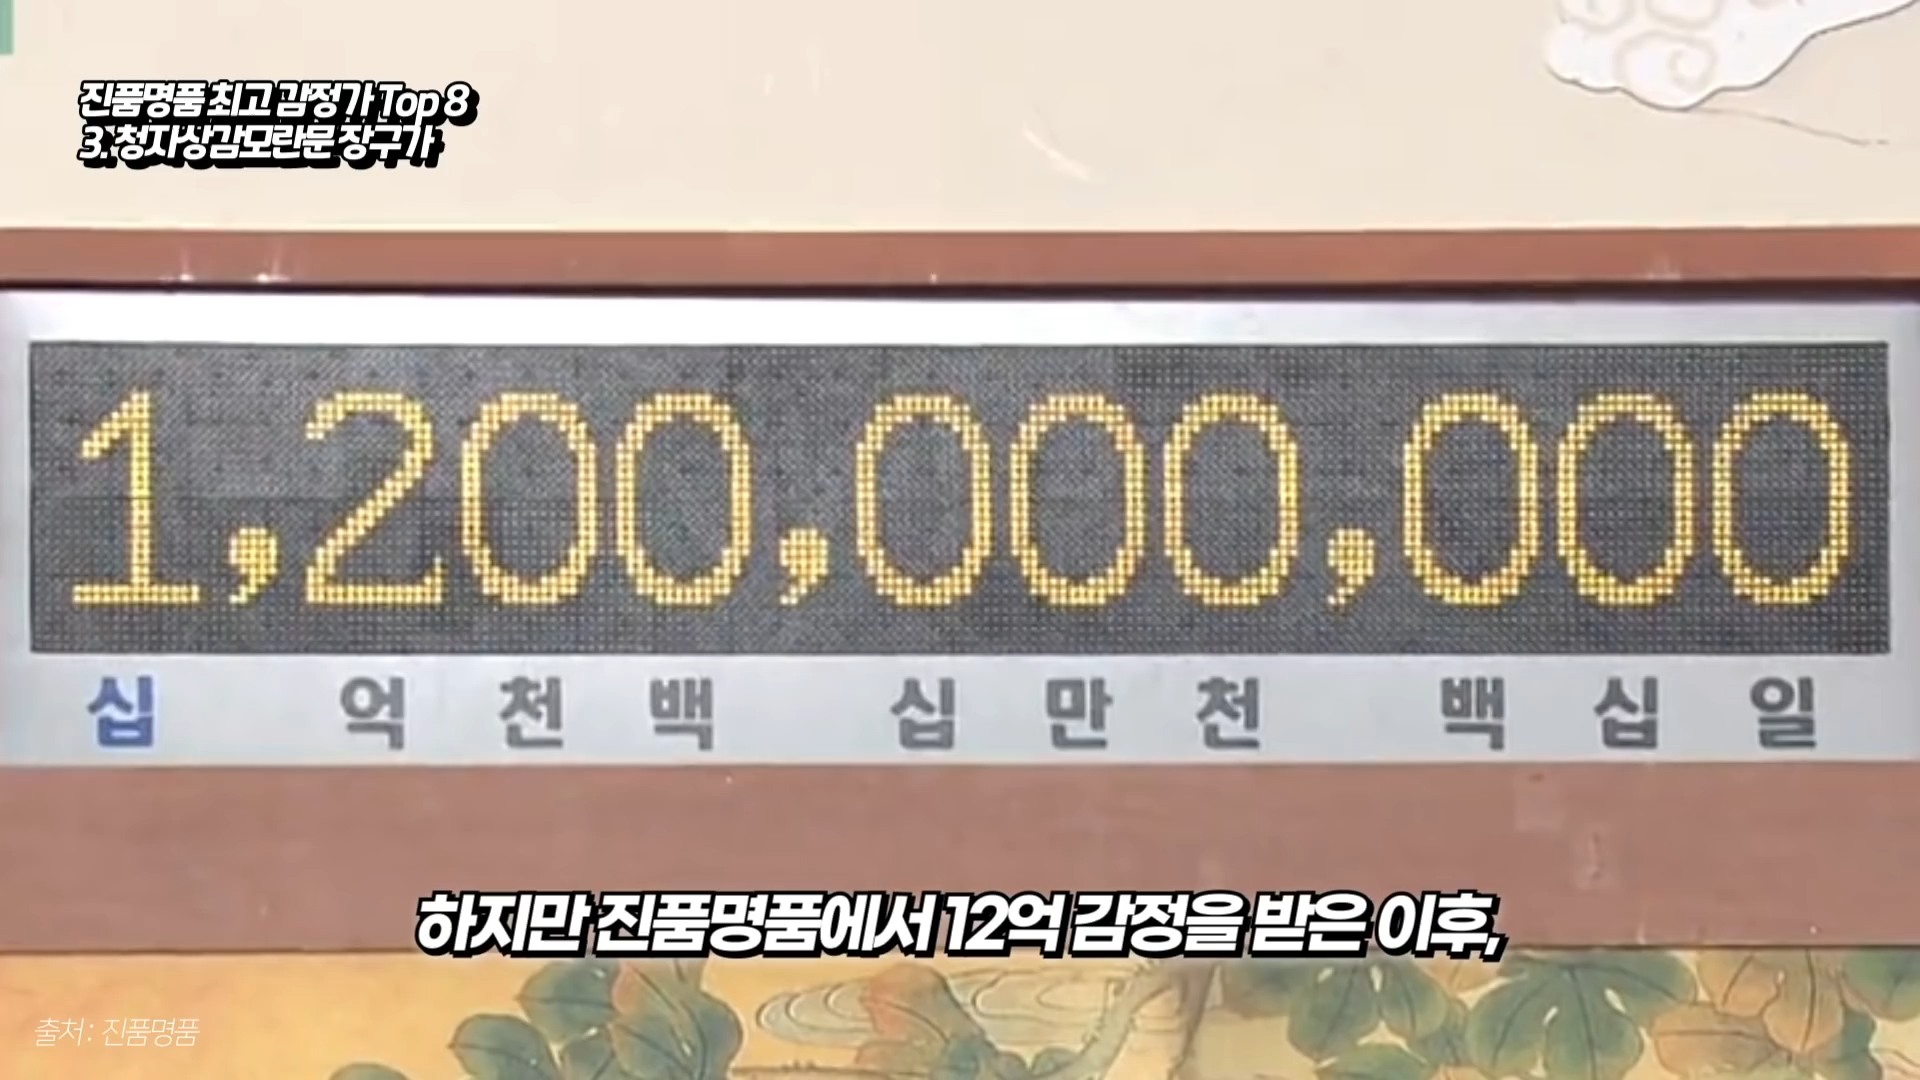 진품명품 최고 감정가 Top 8
3. 청자상감모란문 장구가
1,200,000,000
십 억 천 백 십 만 천 백 십 일
하지만 진품명품에서 12억 감정을 받은 이후,
출처 : 진품명품